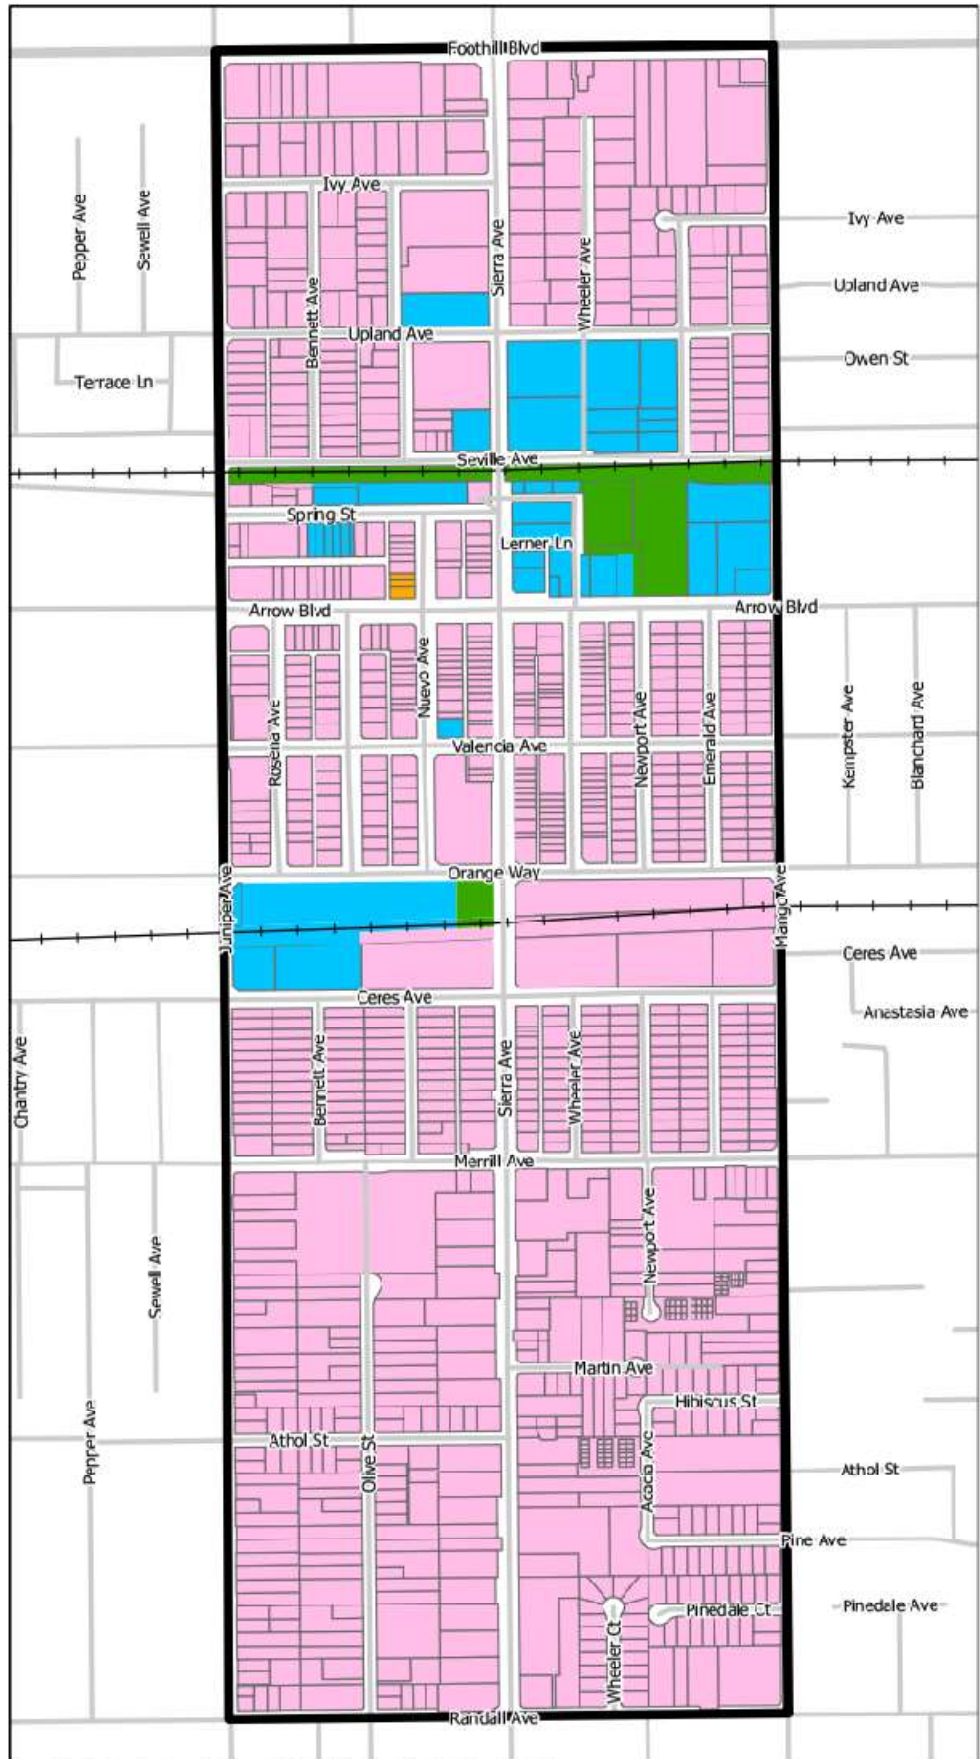 Foothill Blvd
Ivy Ave
Pepper Ave
Sewell Ave
Sierra Ave
Ivy Ave
Wheeler Ave
Bennett Ave
Upland Ave
Upland Ave
Owen St
Terrace Ln
Seville Ave
Spring St
Lerner Ln
Arrow Blvd
Arrow Blvd
Nuevo Ave
Rosena Ave
Newport Ave
Emerald Ave
Kempster Ave
Blanchard Ave
Valencia Ave
Orange Way
Juniper Ave
Mango Ave
Ceres Ave
Ceres Ave
Anastasia Ave
Chantry Ave
Bennett Ave
Sierra Ave
Wheeler Ave
Merrill Ave
Newport Ave
Sewell Ave
Martin Ave
Hibiscus St
Pepper Ave
Athol St
Olive St
Acacia Ave
Athol St
Pine Ave
Pinedale Ct
Pinedale Ave
Wheeler Ct
Randall Ave